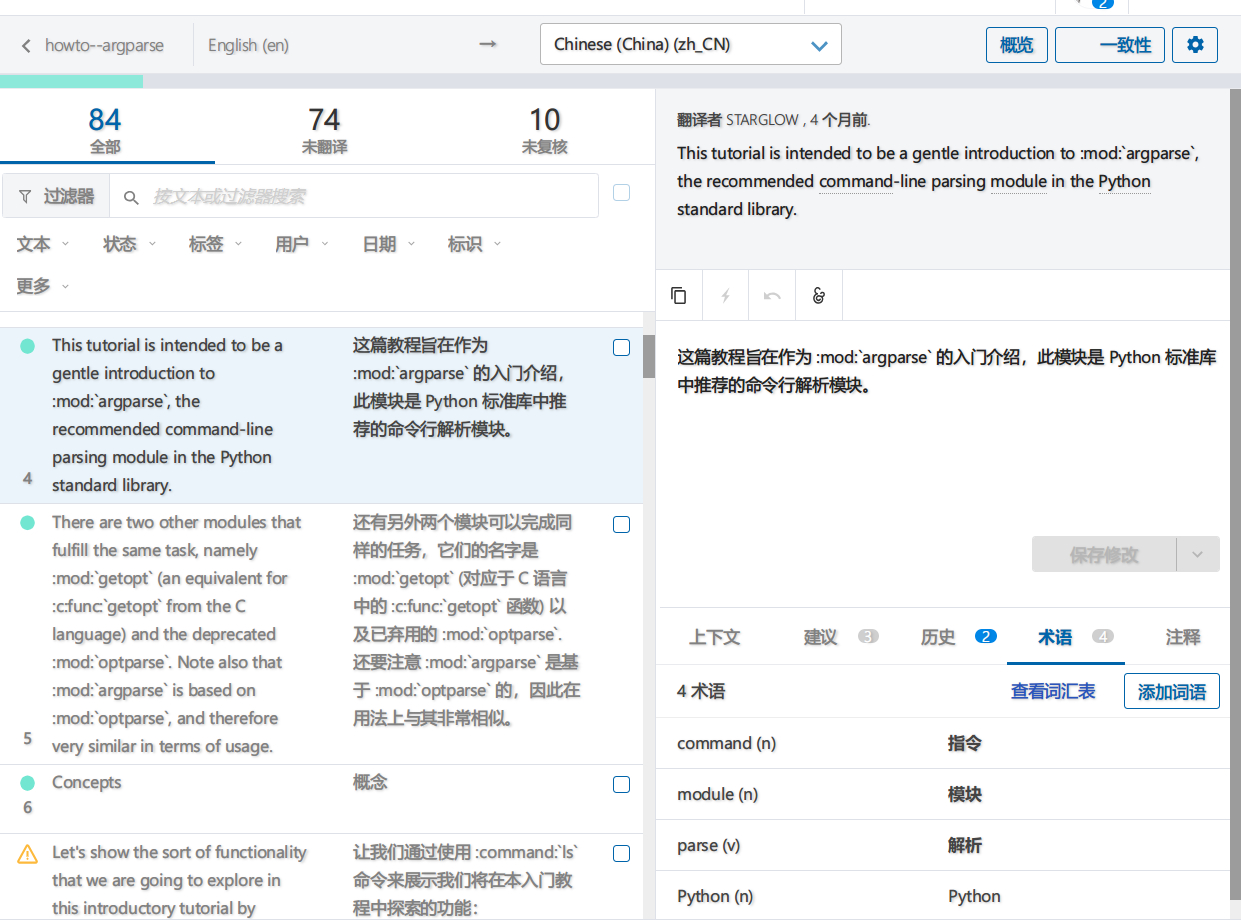 2
howto--argparse
English (en)
→
Chinese (China) (zh_CN)
概览
一致性
84
全部
74
未翻译
10
未复核
过滤器
按文本或过滤器搜索
文本
状态
标签
用户
日期
标识
更多
This tutorial is intended to be a
gentle introduction to
:mod:`argparse`, the
recommended command-line
parsing module in the Python
standard library.
4
这篇教程旨在作为
:mod:`argparse` 的入门介绍，
此模块是 Python 标准库中推
荐的命令行解析模块。
There are two other modules that
fulfill the same task, namely
:mod:`getopt` (an equivalent for
:c:func:`getopt` from the C
language) and the deprecated
:mod:`optparse`. Note also that
:mod:`argparse` is based on
:mod:`optparse`, and therefore
very similar in terms of usage.
5
还有另外两个模块可以完成同
样的任务，它们的名字是
:mod:`getopt` (对应于 C 语言
中的 :c:func:`getopt` 函数) 以
及已弃用的 :mod:`optparse`.
还要注意 :mod:`argparse` 是基
于 :mod:`optparse` 的，因此在
用法上与其非常相似。
Concepts
6
概念
Let's show the sort of functionality
that we are going to explore in
this introductory tutorial by
让我们通过使用 :command:`ls`
命令来展示我们将在本入门教
程中探索的功能：
翻译者 STARGLOW , 4 个月前.
This tutorial is intended to be a gentle introduction to :mod:`argparse`,
the recommended command-line parsing module in the Python
standard library.
这篇教程旨在作为 :mod:`argparse` 的入门介绍，此模块是 Python 标准库
中推荐的命令行解析模块。
保存修改
上下文
建议 3
历史 2
术语 4
注释
4 术语
查看词汇表
添加词语
command (n)
指令
module (n)
模块
parse (v)
解析
Python (n)
Python